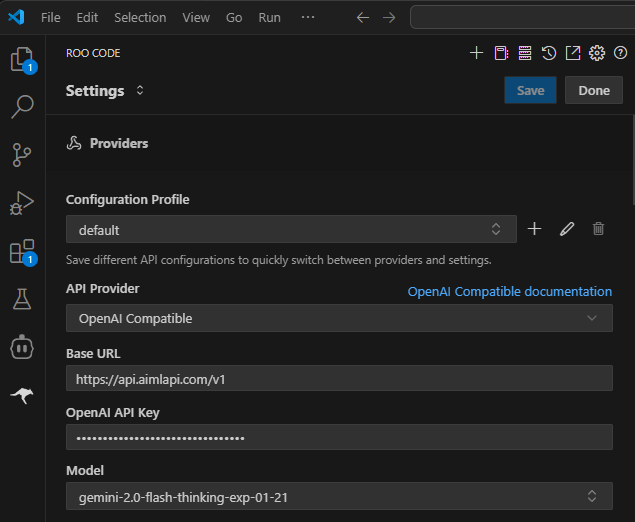 File Edit Selection View Go Run ···
ROO CODE
1
Settings
Save Done
Providers
Configuration Profile
default
1
Save different API configurations to quickly switch between providers and settings.
API Provider
OpenAI Compatible documentation
OpenAI Compatible
Base URL
https://api.aimlapi.com/v1
OpenAI API Key
••••••••••••••••••••••••••••••••
Model
gemini-2.0-flash-thinking-exp-01-21